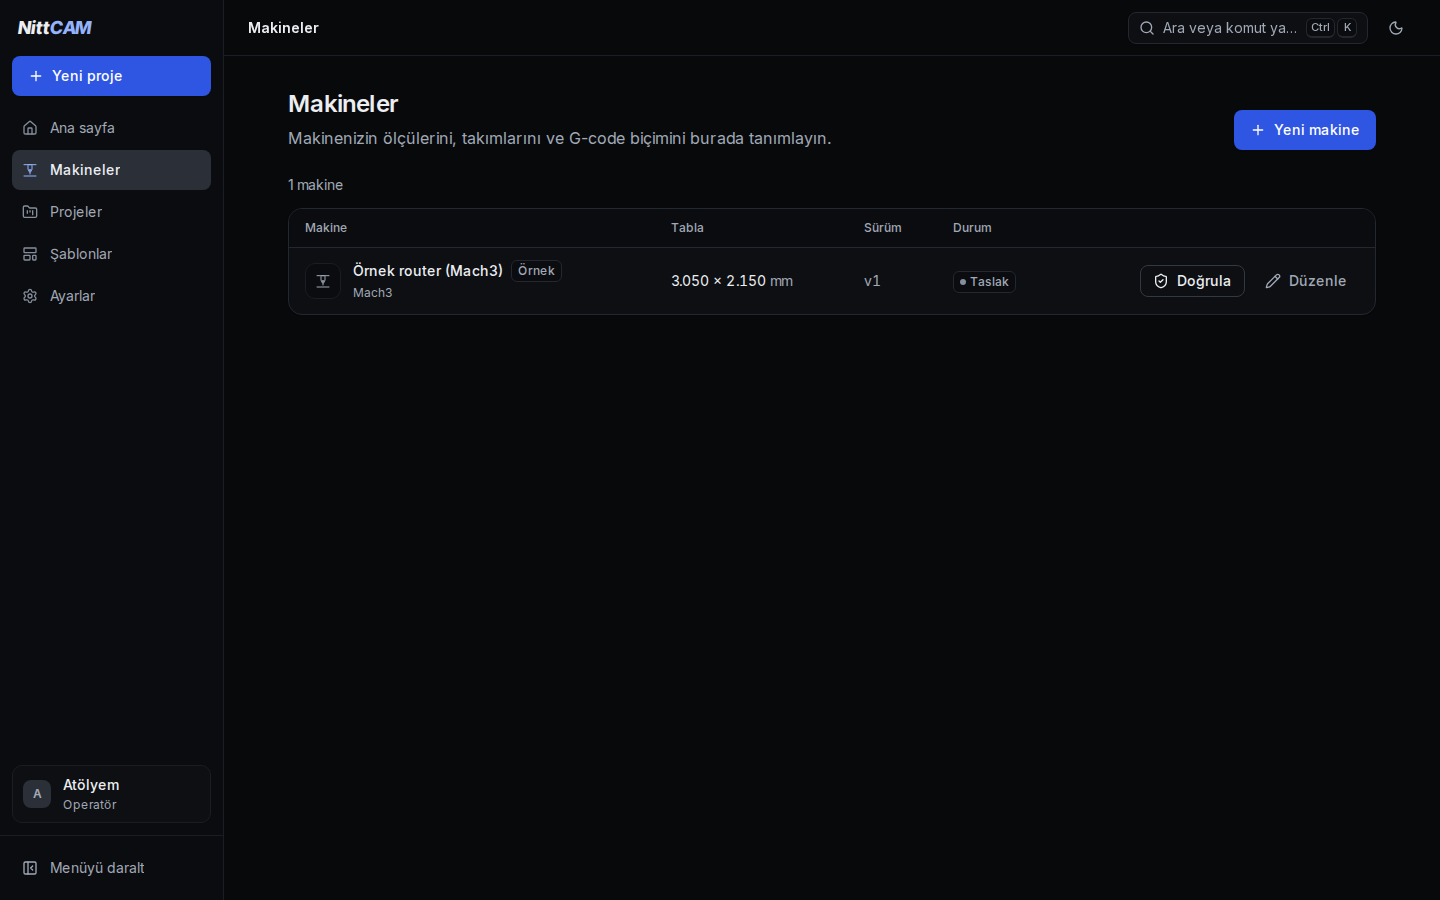 NittCAM
Yeni proje
Ana sayfa
Makineler
Projeler
Şablonlar
Ayarlar
A
Atölyem
Operatör
Menüyü daralt
Makineler
Ara veya komut ya... Ctrl K
Makineler
Makinenizin ölçülerini, takımlarını ve G-code biçimini burada tanımlayın.
Yeni makine
1 makine
Makine Tabla Sürüm Durum
Örnek router (Mach3) Örnek
Mach3
3.050 × 2.150 mm
v1
Taslak
Doğrula
Düzenle